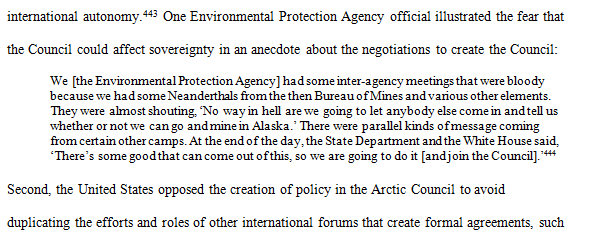 international autonomy.443 One Environmental Protection Agency official illustrated the fear that
the Council could affect sovereignty in an anecdote about the negotiations to create the Council:
We [the Environmental Protection Agency] had some inter-agency meetings that were bloody
because we had some Neanderthals from the then Bureau of Mines and various other elements.
They were almost shouting, ‘No way in hell are we going to let anybody else come in and tell us
whether or not we can go and mine in Alaska.’ There were parallel kinds of message coming
from certain other camps. At the end of the day, the State Department and the White House said,
‘There’s some good that can come out of this, so we are going to do it [and join the Council].’444
Second, the United States opposed the creation of policy in the Arctic Council to avoid
duplicating the efforts and roles of other international forums that create formal agreements, such